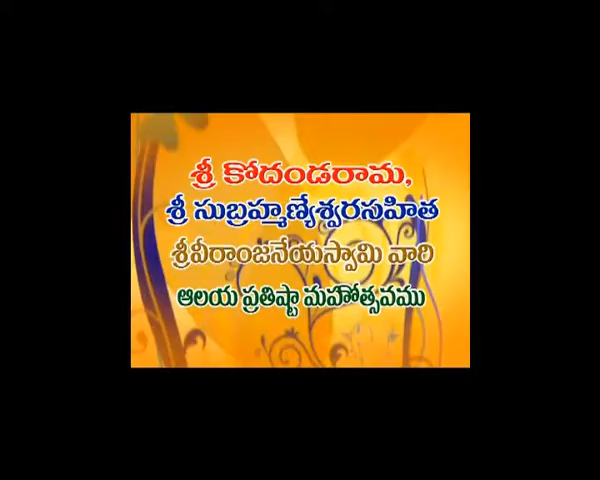 శ్రీ కోదండరామ,
శ్రీ సుబ్రహ్మణ్యేశ్వరసహిత
శ్రీవీరాంజనేయస్వామి వారి
ఆలయ ప్రతిష్టా మహోత్సవము